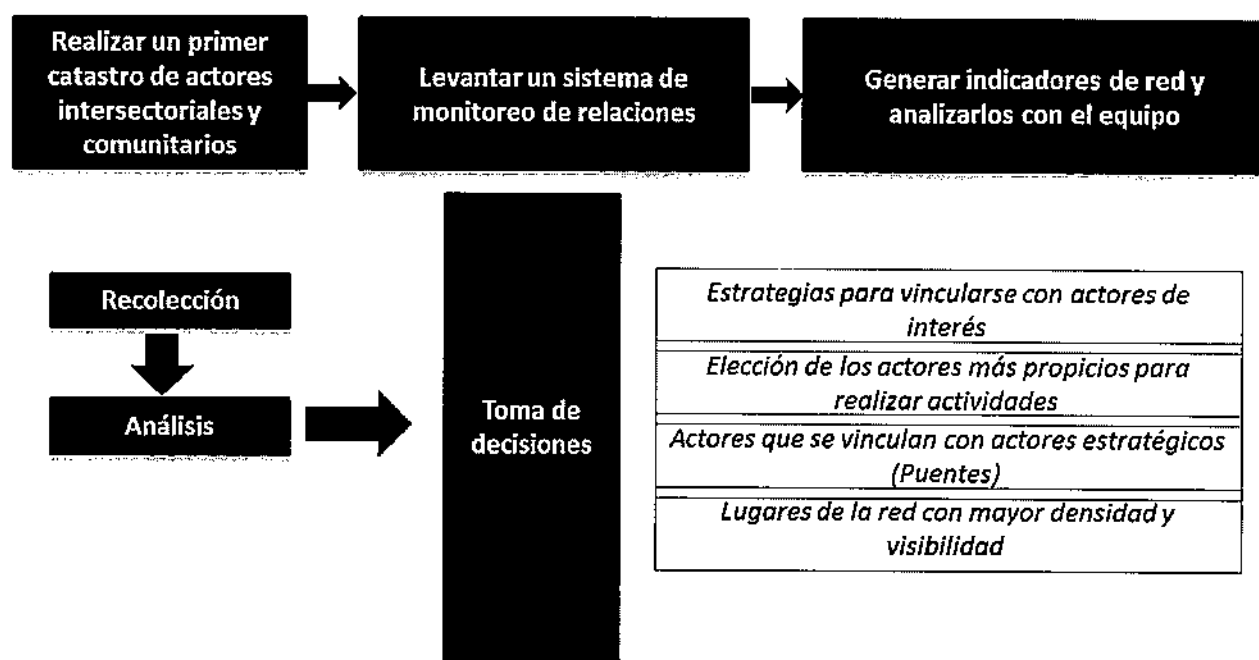 Realizar un primer
catastro de actores
intersectoriales y
comunitarios
Levantar un sistema de
monitoreo de relaciones
Generar indicadores de red y
analizarlos con el equipo
Recolección
Análisis
Toma de
decisiones
Estrategias para vincularse con actores de
interés
Elección de los actores más propicios para
realizar actividades
Actores que se vinculan con actores estratégicos
(Puentes)
Lugares de la red con mayor densidad y
visibilidad